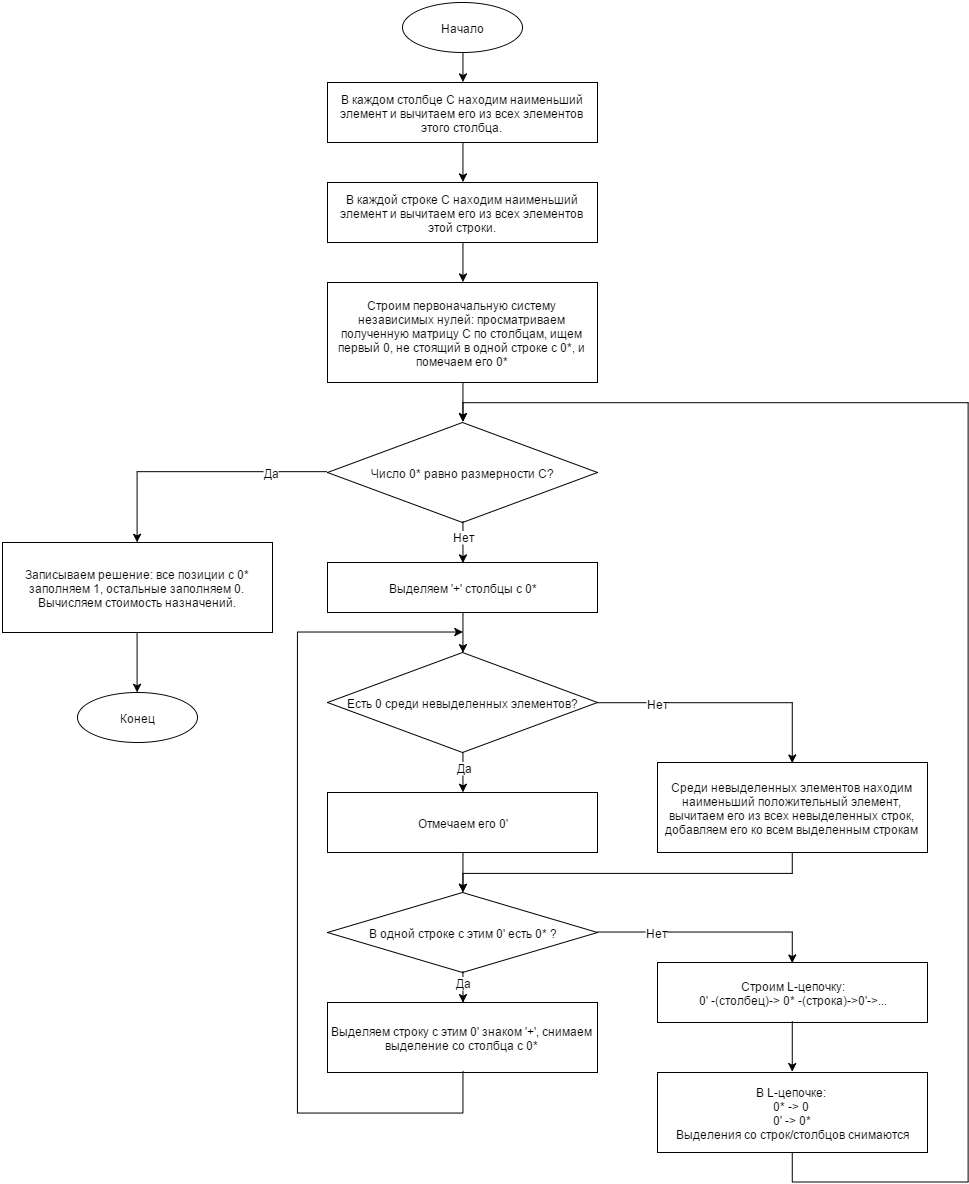 Начало
В каждом столбце С находим наименьший
элемент и вычитаем его из всех элементов
этого столбца.
В каждой строке С находим наименьший
элемент и вычитаем его из всех элементов
этой строки.
Строим первоначальную систему
независимых нулей: просматриваем
полученную матрицу С по столбцам, ищем
первый 0, не стоящий в одной строке с 0*, и
помечаем его 0*
Число 0* равно размерности С?
Да
Нет
Записываем решение: все позиции с 0*
заполняем 1, остальные заполняем 0.
Вычисляем стоимость назначений.
Конец
Выделяем '+' столбцы с 0*
Есть 0 среди невыделенных элементов?
Нет
Да
Среди невыделенных элементов находим
наименьший положительный элемент,
вычитаем его из всех невыделенных строк,
добавляем его ко всем выделенным строкам
Отмечаем его 0'
В одной строке с этим 0' есть 0* ?
Нет
Да
Строим L-цепочку:
0' -(столбец)-> 0* -(строка)->0'->...
Выделяем строку с этим 0' знаком '+', снимаем
выделение со столбца с 0*
В L-цепочке:
0* -> 0
0' -> 0*
Выделения со строк/столбцов снимаются